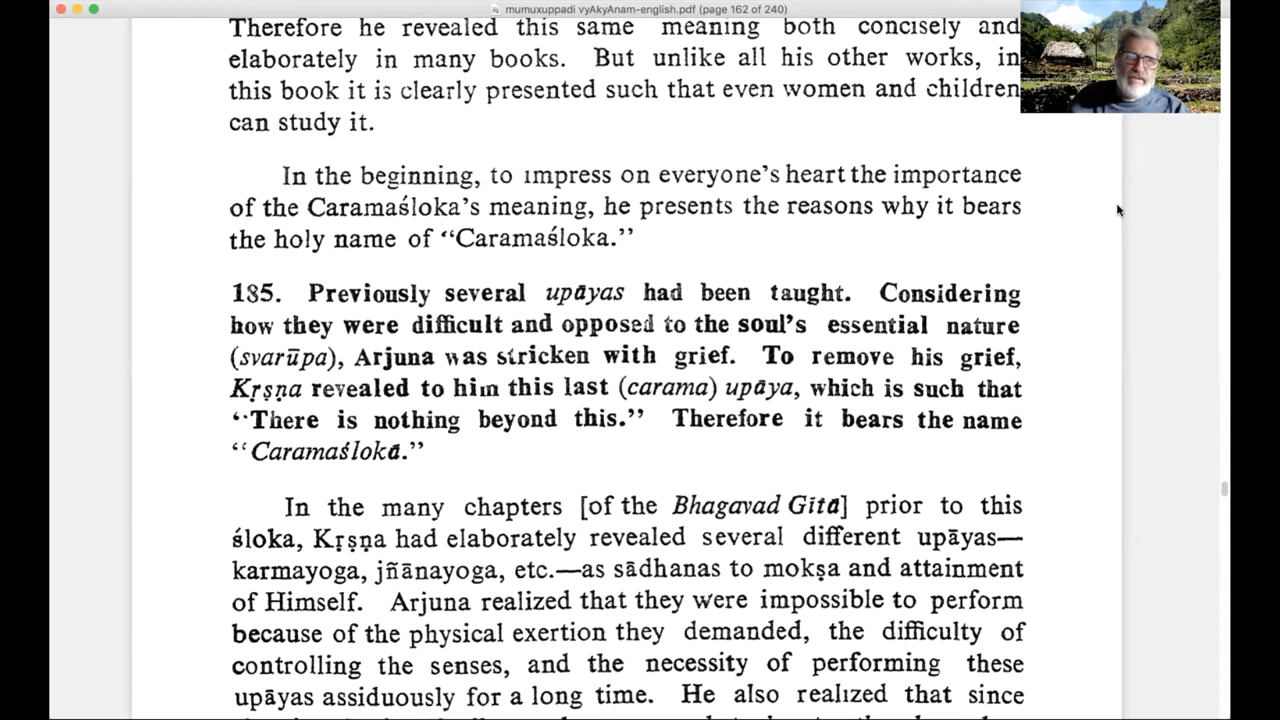 mumuxuppadi vyAkyAnam-english.pdf (page 162 of 240)
Therefore he revealed this same meaning both concisely and
elaborately in many books. But unlike all his other works, in
this book it is clearly presented such that even women and children
can study it.
In the beginning, to impress on everyone's heart the importance
of the Caramaśloka's meaning, he presents the reasons why it bears
the holy name of “Caramaśloka.”
185. Previously several upāyas had been taught. Considering
how they were difficult and opposed to the soul's essential nature
(svarūpa), Arjuna was stricken with grief. To remove his grief,
Kṛṣṇa revealed to him this last (carama) upāya, which is such that
“There is nothing beyond this.” Therefore it bears the name
“Caramaślokā.”
In the many chapters [of the Bhagavad Gītā] prior to this
śloka, Kṛṣṇa had elaborately revealed several different upāyas—
karmayoga, jñānayoga, etc.—as sādhanas to mokṣa and attainment
of Himself. Arjuna realized that they were impossible to perform
because of the physical exertion they demanded, the difficulty of
controlling the senses, and the necessity of performing these
upāyas assiduously for a long time. He also realized that since